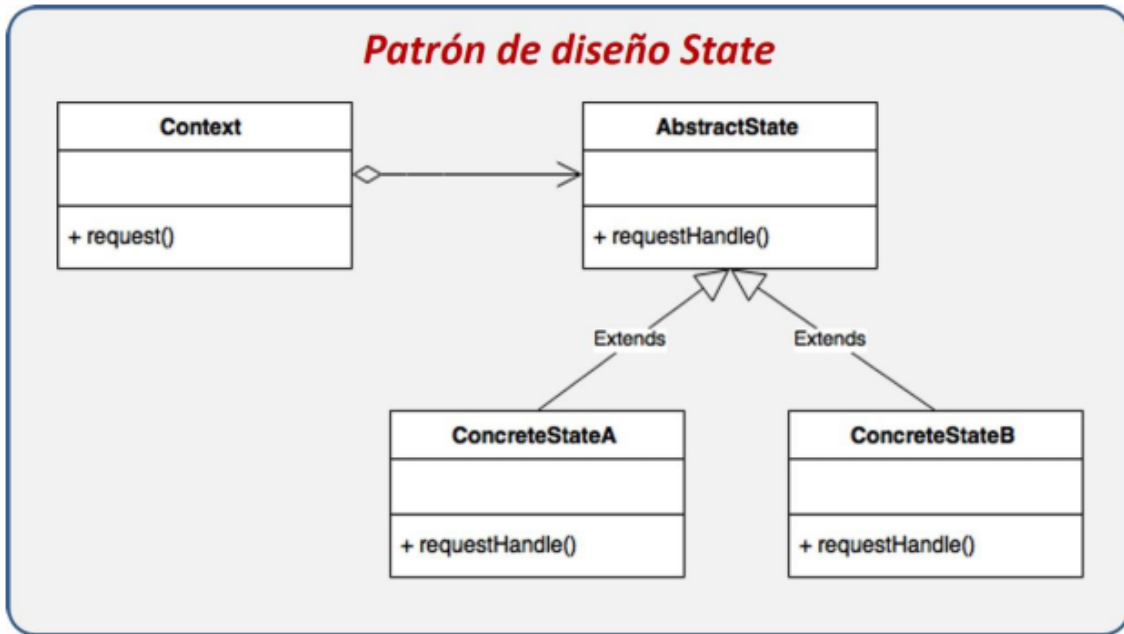 Patrón de diseño State
Context
AbstractState
+ request()
+ requestHandle()
Extends
Extends
ConcreteStateA
ConcreteStateB
+ requestHandle()
+ requestHandle()